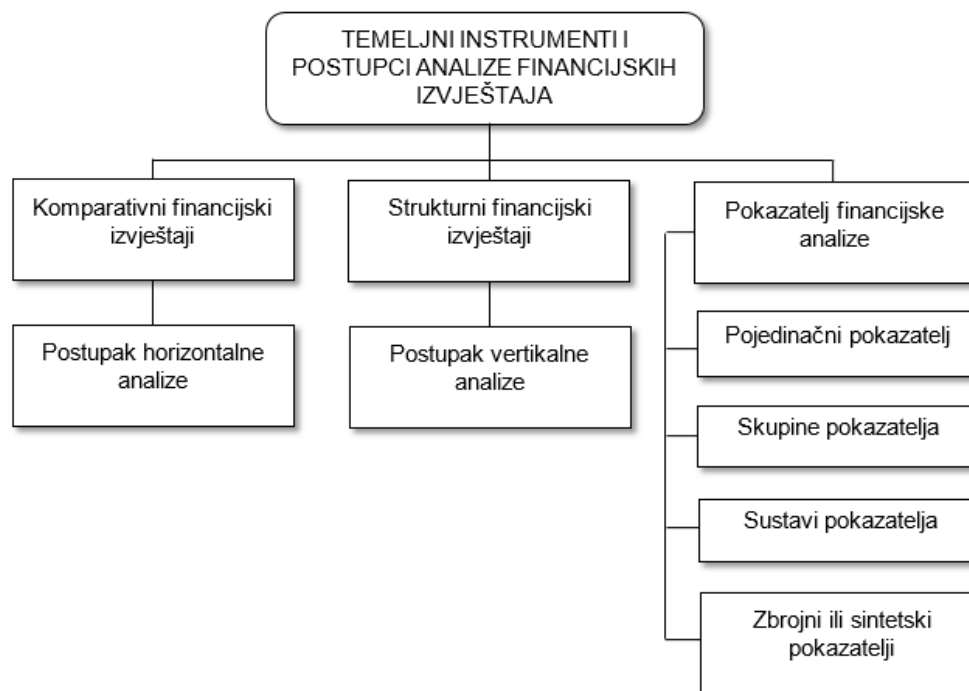 TEMELJNI INSTRUMENTI I
POSTUPCI ANALIZE FINANCIJSKIH
IZVJEŠTAJA
Komparativni financijski
izvještaji
Strukturni financijski
izvještaji
Pokazatelj financijske
analize
Postupak horizontalne
analize
Postupak vertikalne
analize
Pojedinačni pokazatelj
Skupine pokazatelja
Sustavi pokazatelja
Zbrojni ili sintetski
pokazatelji